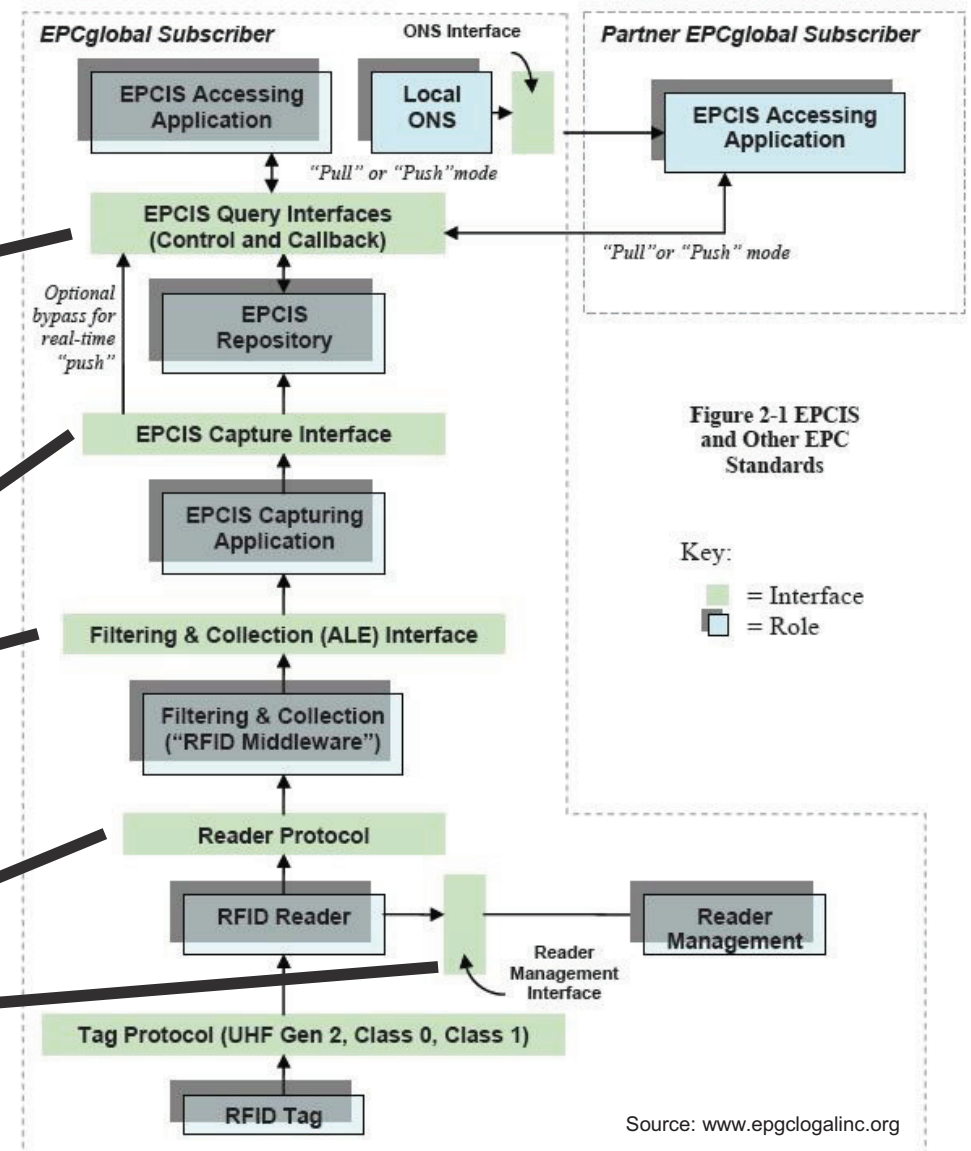 EPCglobal Subscriber
ONS Interface
Partner EPCglobal Subscriber
EPCIS Accessing
Application
Local
ONS
EPCIS Accessing
Application
"Pull" or "Push"mode
EPCIS Query Interfaces
(Control and Callback)
"Pull"or "Push" mode
Optional
bypass for
real-time
"push"
EPCIS
Repository
EPCIS Capture Interface
Figure 2-1 EPCIS
and Other EPC
Standards
EPCIS Capturing
Application
Key:
= Interface
= Role
Filtering & Collection (ALE) Interface
Filtering & Collection
("RFID Middleware")
Reader Protocol
RFID Reader
Reader
Management
Reader
Management
Interface
Tag Protocol (UHF Gen 2, Class 0, Class 1)
RFID Tag
Source: www.epgclogalinc.org